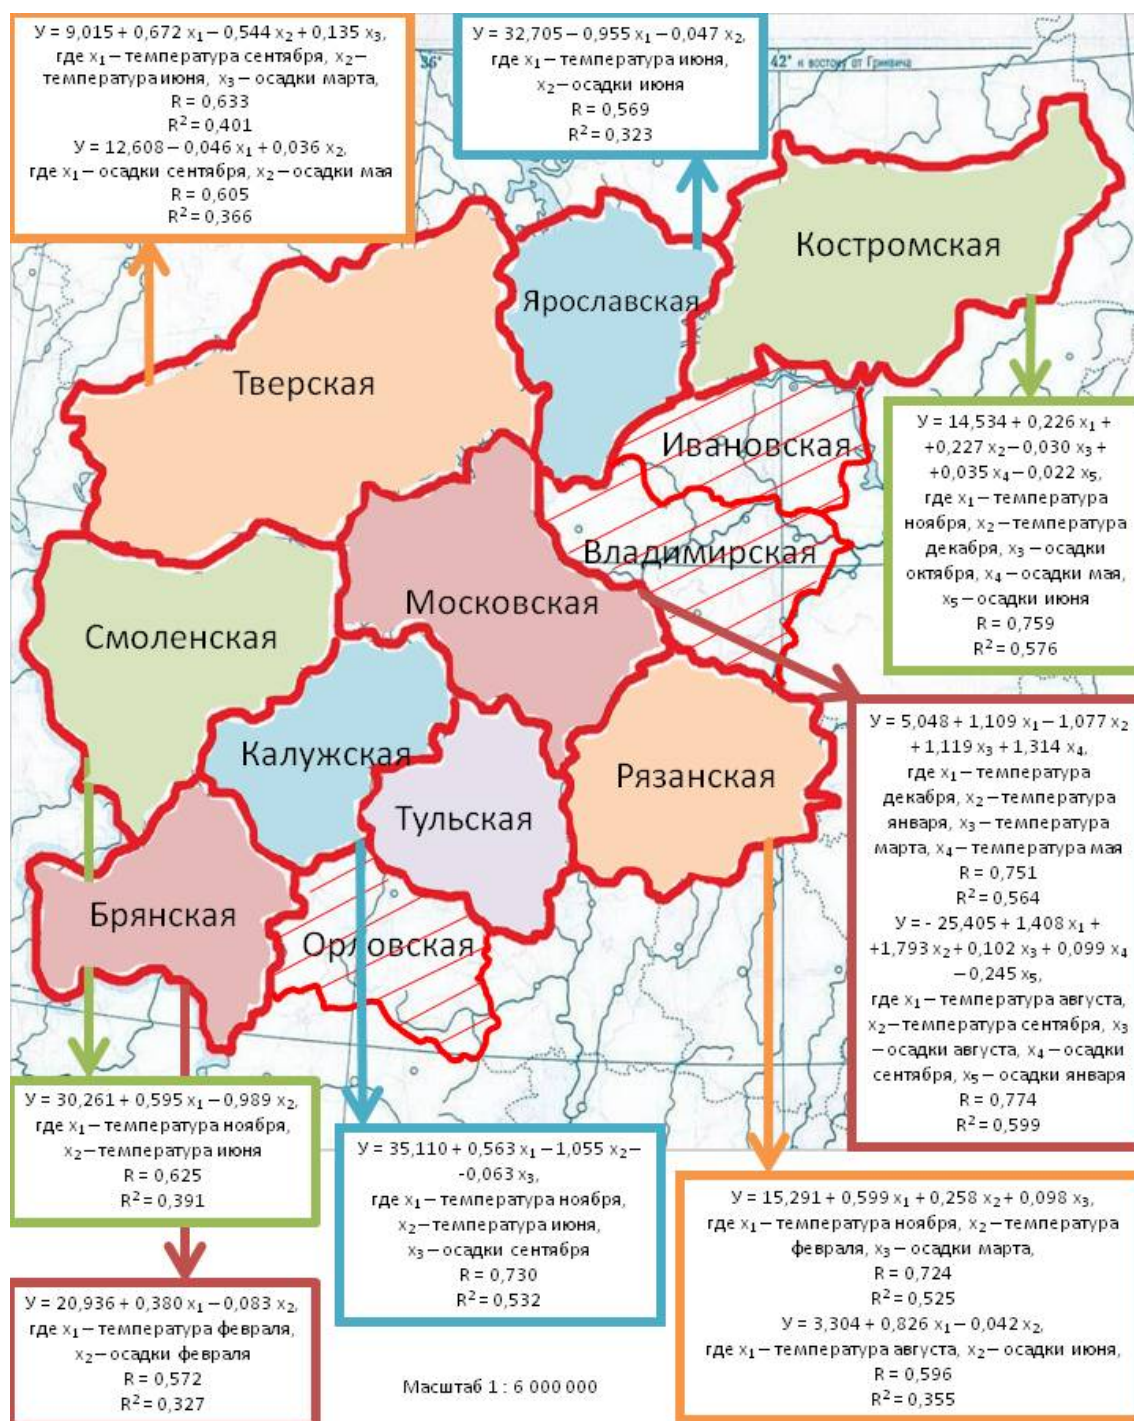 У = 9,015 + 0,672 x₁ – 0,544 x₂ + 0,135 x₃,
где x₁ – температура сентября, x₂ –
температура июня, x₃ – осадки марта,
R = 0,633
R² = 0,401
У = 12,608 – 0,046 x₁ + 0,036 x₂,
где x₁ – осадки сентября, x₂ – осадки мая
R = 0,605
R² = 0,366
У = 32,705 – 0,955 x₁ – 0,047 x₂,
где x₁ – температура июня,
x₂ – осадки июня
R = 0,569
R² = 0,323
36°
42° к востоку от Гринвича
Костромская
Ярославская
Тверская
Ивановская
Владимирская
Московская
Смоленская
Калужская
Рязанская
Тульская
Брянская
Орловская
У = 14,534 + 0,226 x₁ +
+0,227 x₂ – 0,030 x₃ +
+0,035 x₄ – 0,022 x₅,
где x₁ – температура
ноября, x₂ – температура
декабря, x₃ – осадки
октября, x₄ – осадки мая,
x₅ – осадки июня
R = 0,759
R² = 0,576
У = 5,048 + 1,109 x₁ – 1,077 x₂
+ 1,119 x₃ + 1,314 x₄,
где x₁ – температура
декабря, x₂ – температура
января, x₃ – температура
марта, x₄ – температура мая
R = 0,751
R² = 0,564
У = - 25,405 + 1,408 x₁ +
+1,793 x₂ + 0,102 x₃ + 0,099 x₄
– 0,245 x₅,
где x₁ – температура августа,
x₂ – температура сентября, x₃
– осадки августа, x₄ – осадки
сентября, x₅ – осадки января
R = 0,774
R² = 0,599
У = 30,261 + 0,595 x₁ – 0,989 x₂,
где x₁ – температура ноября,
x₂ – температура июня
R = 0,625
R² = 0,391
У = 35,110 + 0,563 x₁ – 1,055 x₂ –
-0,063 x₃,
где x₁ – температура ноября,
x₂ – температура июня,
x₃ – осадки сентября
R = 0,730
R² = 0,532
У = 15,291 + 0,599 x₁ + 0,258 x₂ + 0,098 x₃,
где x₁ – температура ноября, x₂ – температура
февраля, x₃ – осадки марта,
R = 0,724
R² = 0,525
У = 3,304 + 0,826 x₁ – 0,042 x₂,
где x₁ – температура августа, x₂ – осадки июня,
R = 0,596
R² = 0,355
У = 20,936 + 0,380 x₁ – 0,083 x₂,
где x₁ – температура февраля,
x₂ – осадки февраля
R = 0,572
R² = 0,327
Масштаб 1 : 6 000 000